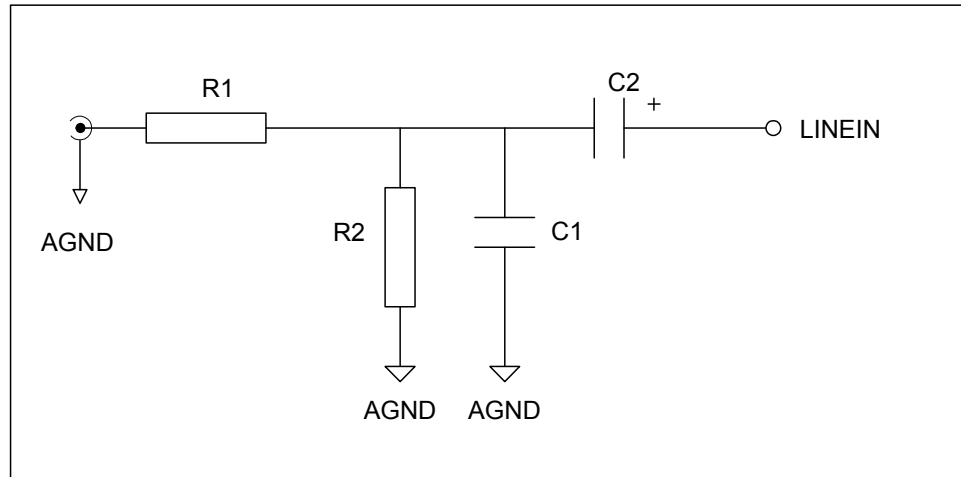 R1
C2
+
LINEIN
AGND
R2
C1
AGND
AGND